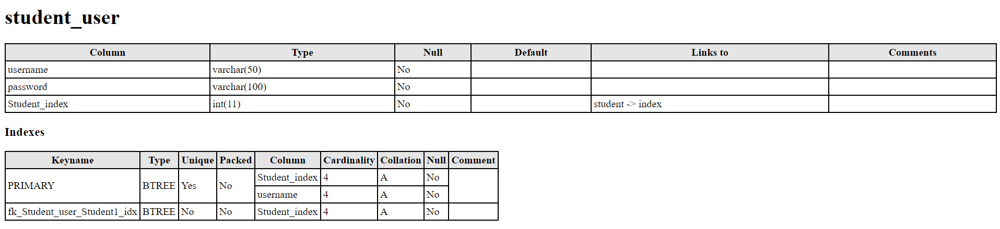 student_user
Column Type Null Default Links to Comments
username varchar(50) No
password varchar(100) No
Student_index int(11) No student -> index
Indexes
Keyname Type Unique Packed Column Cardinality Collation Null Comment
PRIMARY BTREE Yes No Student_index 4 A No
username 4 A No
fk_Student_user_Student1_idx BTREE No No Student_index 4 A No